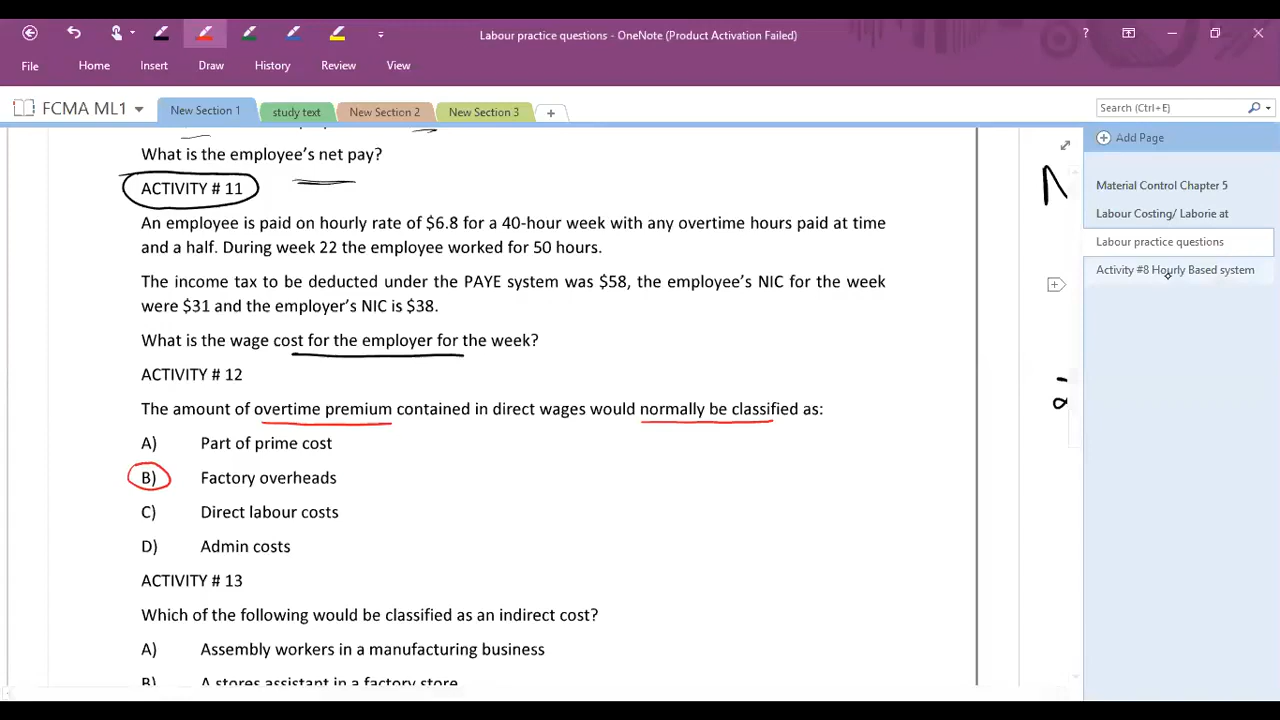 Labour practice questions - OneNote (Product Activation Failed)
?
File Home Insert Draw History Review View
FCMA ML1 New Section 1 study text New Section 2 New Section 3 +
Search (Ctrl+E)
Add Page
Material Control Chapter 5
Labour Costing/ Laborie at
Labour practice questions
Activity #8 Hourly Based system
What is the employee's net pay?
ACTIVITY # 11
An employee is paid on hourly rate of $6.8 for a 40-hour week with any overtime hours paid at time
and a half. During week 22 the employee worked for 50 hours.
The income tax to be deducted under the PAYE system was $58, the employee's NIC for the week
were $31 and the employer's NIC is $38.
What is the wage cost for the employer for the week?
ACTIVITY # 12
The amount of overtime premium contained in direct wages would normally be classified as:
A) Part of prime cost
B) Factory overheads
C) Direct labour costs
D) Admin costs
ACTIVITY # 13
Which of the following would be classified as an indirect cost?
A) Assembly workers in a manufacturing business
B) A stores assistant in a factory store